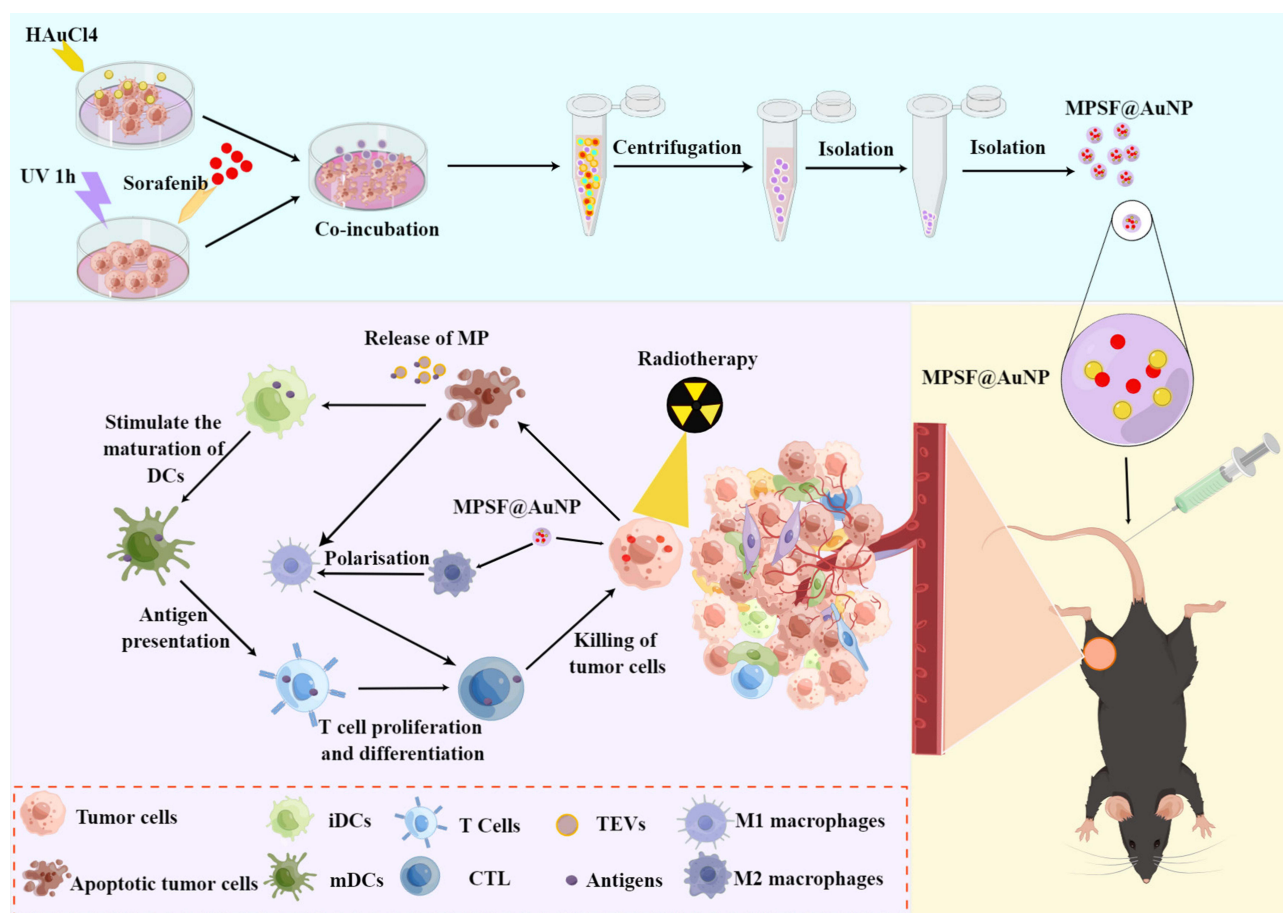 HAuCl4
UV 1h
Sorafenib
Co-incubation
Centrifugation
Isolation
Isolation
MPSF@AuNP
Release of MP
Radiotherapy
MPSF@AuNP
Stimulate the
maturation of
DCs
MPSF@AuNP
Polarisation
Antigen
presentation
Killing of
tumor cells
T cell proliferation
and differentiation
Tumor cells
iDCs
T Cells
TEVs
M1 macrophages
Apoptotic tumor cells
mDCs
CTL
Antigens
M2 macrophages